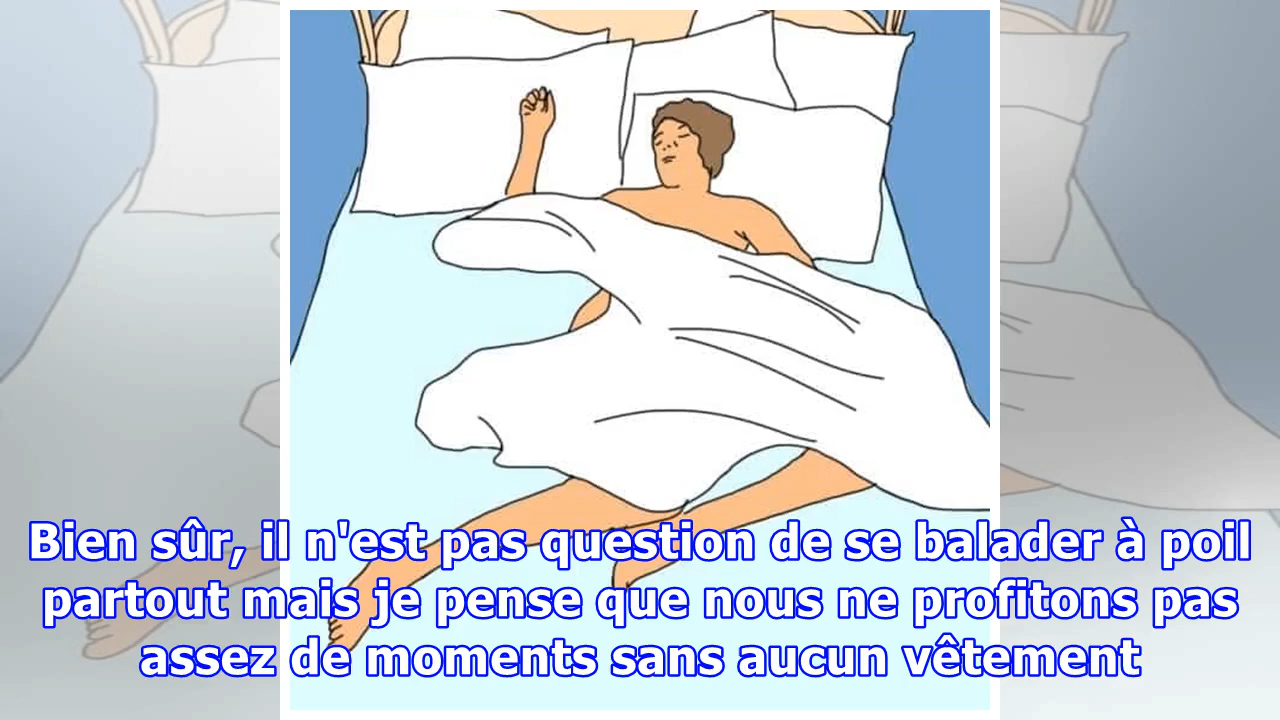 Bien sûr, il n'est pas question de se balader à poil
partout mais je pense que nous ne profitons pas
assez de moments sans aucun vêtement